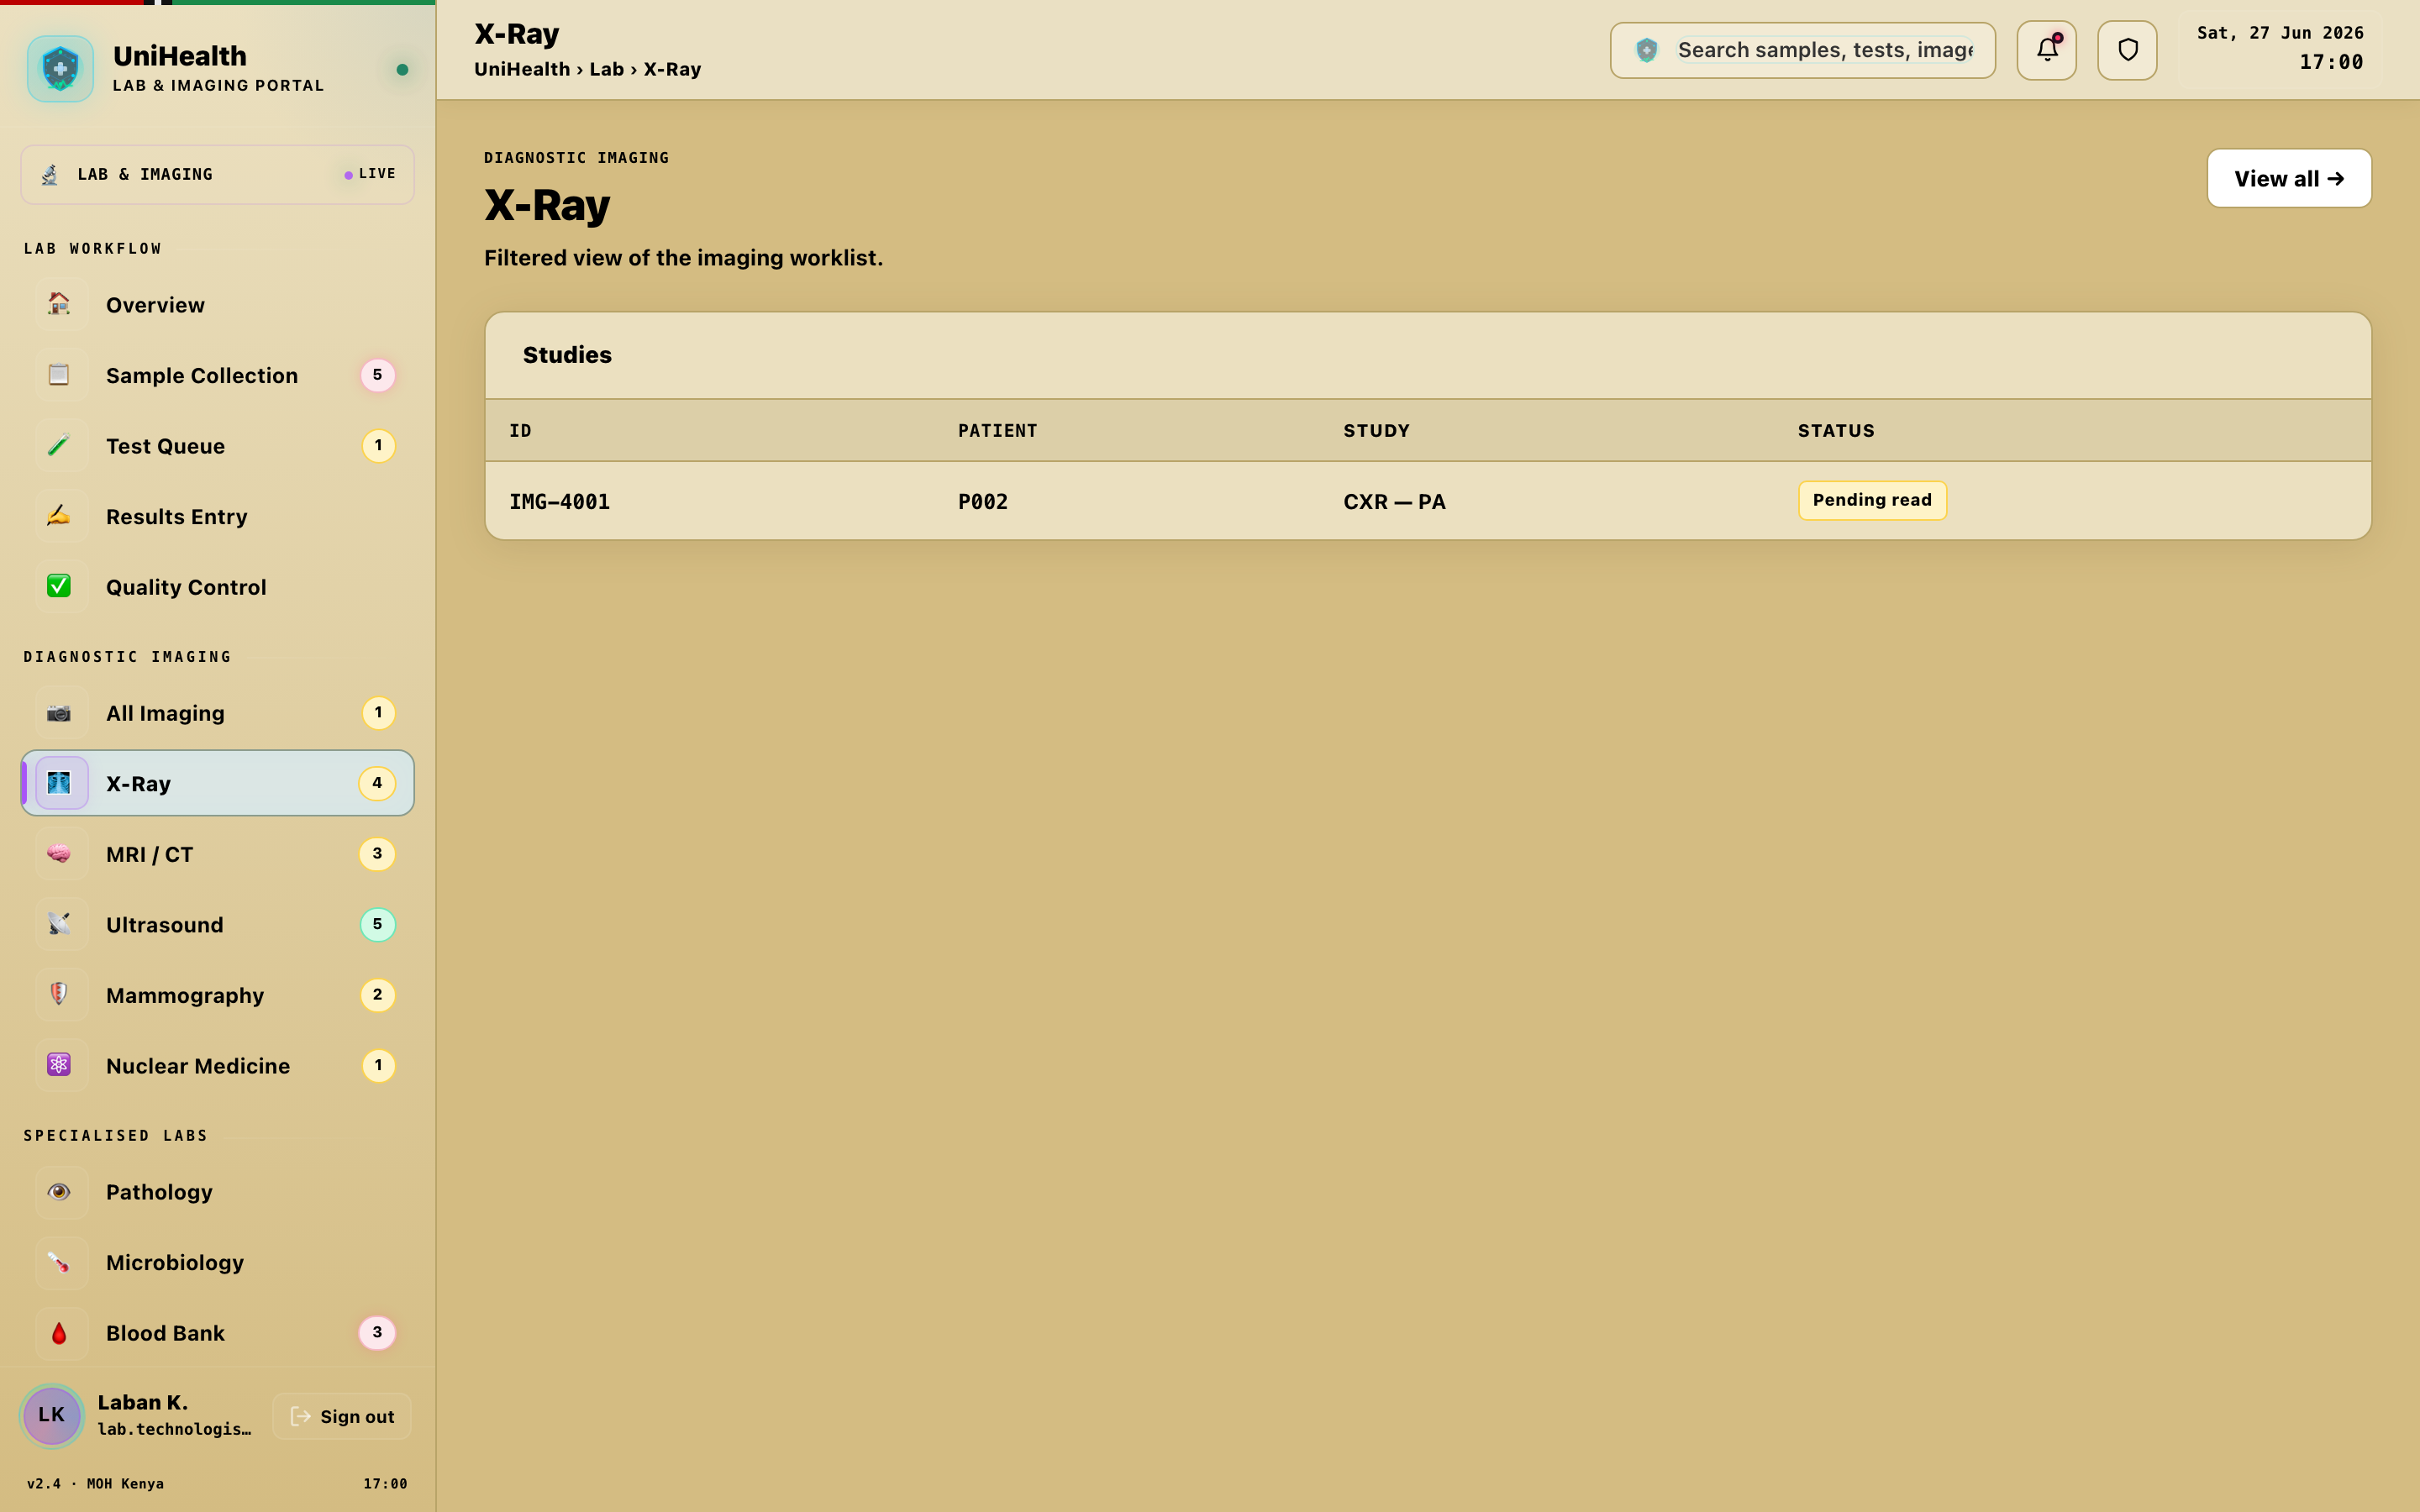 UniHealth
LAB & IMAGING PORTAL
LAB & IMAGING
LIVE
LAB WORKFLOW
Overview
Sample Collection 5
Test Queue 1
Results Entry
Quality Control
DIAGNOSTIC IMAGING
All Imaging 1
X-Ray 4
MRI / CT 3
Ultrasound 5
Mammography 2
Nuclear Medicine 1
SPECIALISED LABS
Pathology
Microbiology
Blood Bank 3
LK
Laban K.
lab.technologis…
Sign out
v2.4 · MOH Kenya 17:00
X-Ray
UniHealth › Lab › X-Ray
Search samples, tests, image
Sat, 27 Jun 2026
17:00
DIAGNOSTIC IMAGING
X-Ray
Filtered view of the imaging worklist.
View all →
Studies
ID PATIENT STUDY STATUS
IMG-4001 P002 CXR — PA Pending read